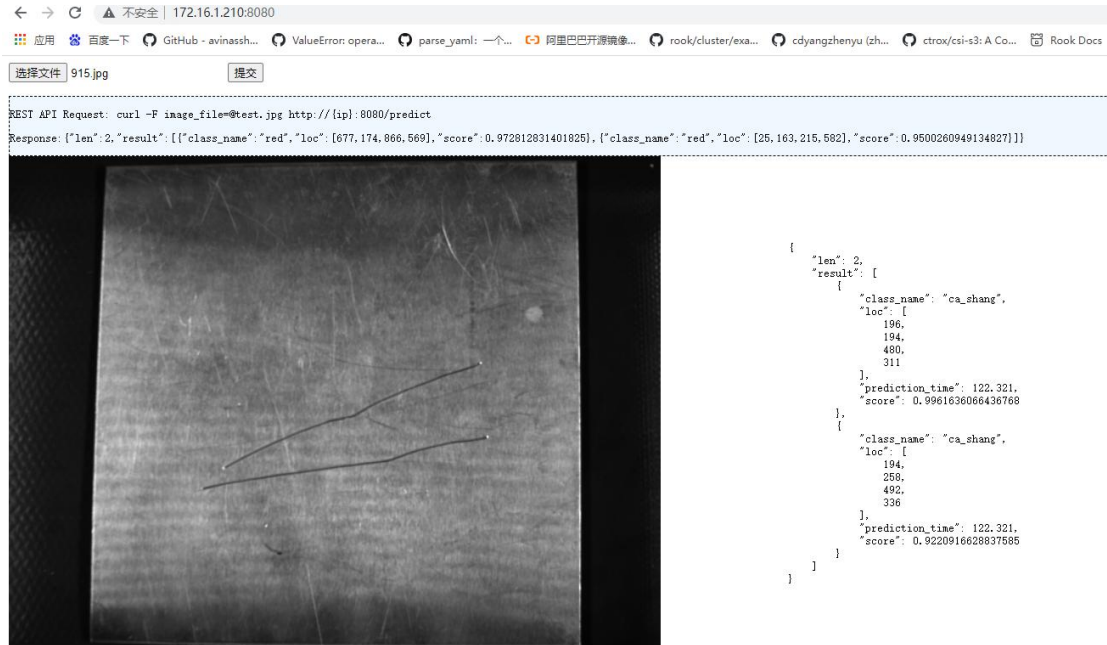 不安全 | 172.16.1.210:8080
应用 百度一下 GitHub - avinassh... ValueError: opera... parse_yaml: 一个... 阿里巴巴开源镜像... rook/cluster/exa... cdyangzhenyu (zh... ctrox/csi-s3: A Co... Rook Docs
选择文件 915.jpg 提交
REST API Request: curl -F image_file=@test.jpg http://{ip}:8080/predict
Response:{"len":2,"result":[{"class_name":"red","loc":[677,174,866,569],"score":0.972812831401825},{"class_name":"red","loc":[25,163,215,582],"score":0.9500260949134827}]}
{
"len": 2,
"result": [
{
"class_name": "ca_shang",
"loc": [
196,
194,
480,
311
],
"prediction_time": 122.321,
"score": 0.9961636066436768
},
{
"class_name": "ca_shang",
"loc": [
194,
258,
492,
336
],
"prediction_time": 122.321,
"score": 0.9220916628837585
}
]
}